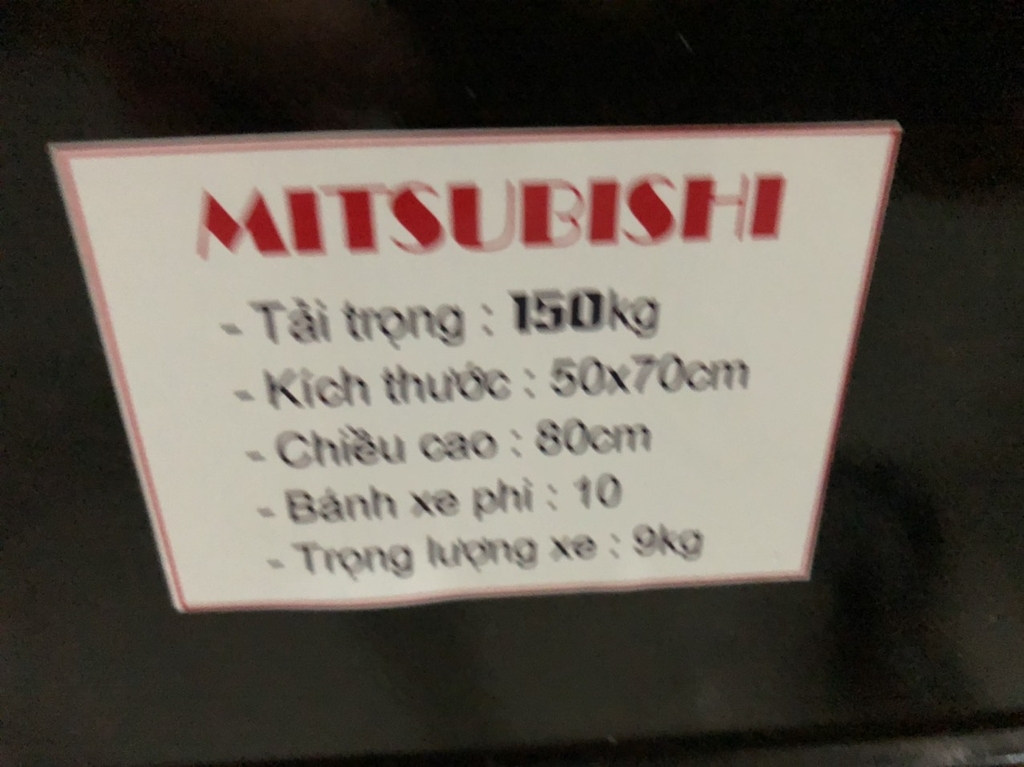 MITSUBISHI
- Tải trọng : 150kg
- Kích thước : 50x70cm
- Chiều cao : 80cm
- Bánh xe phi : 10
- Trọng lượng xe : 9kg